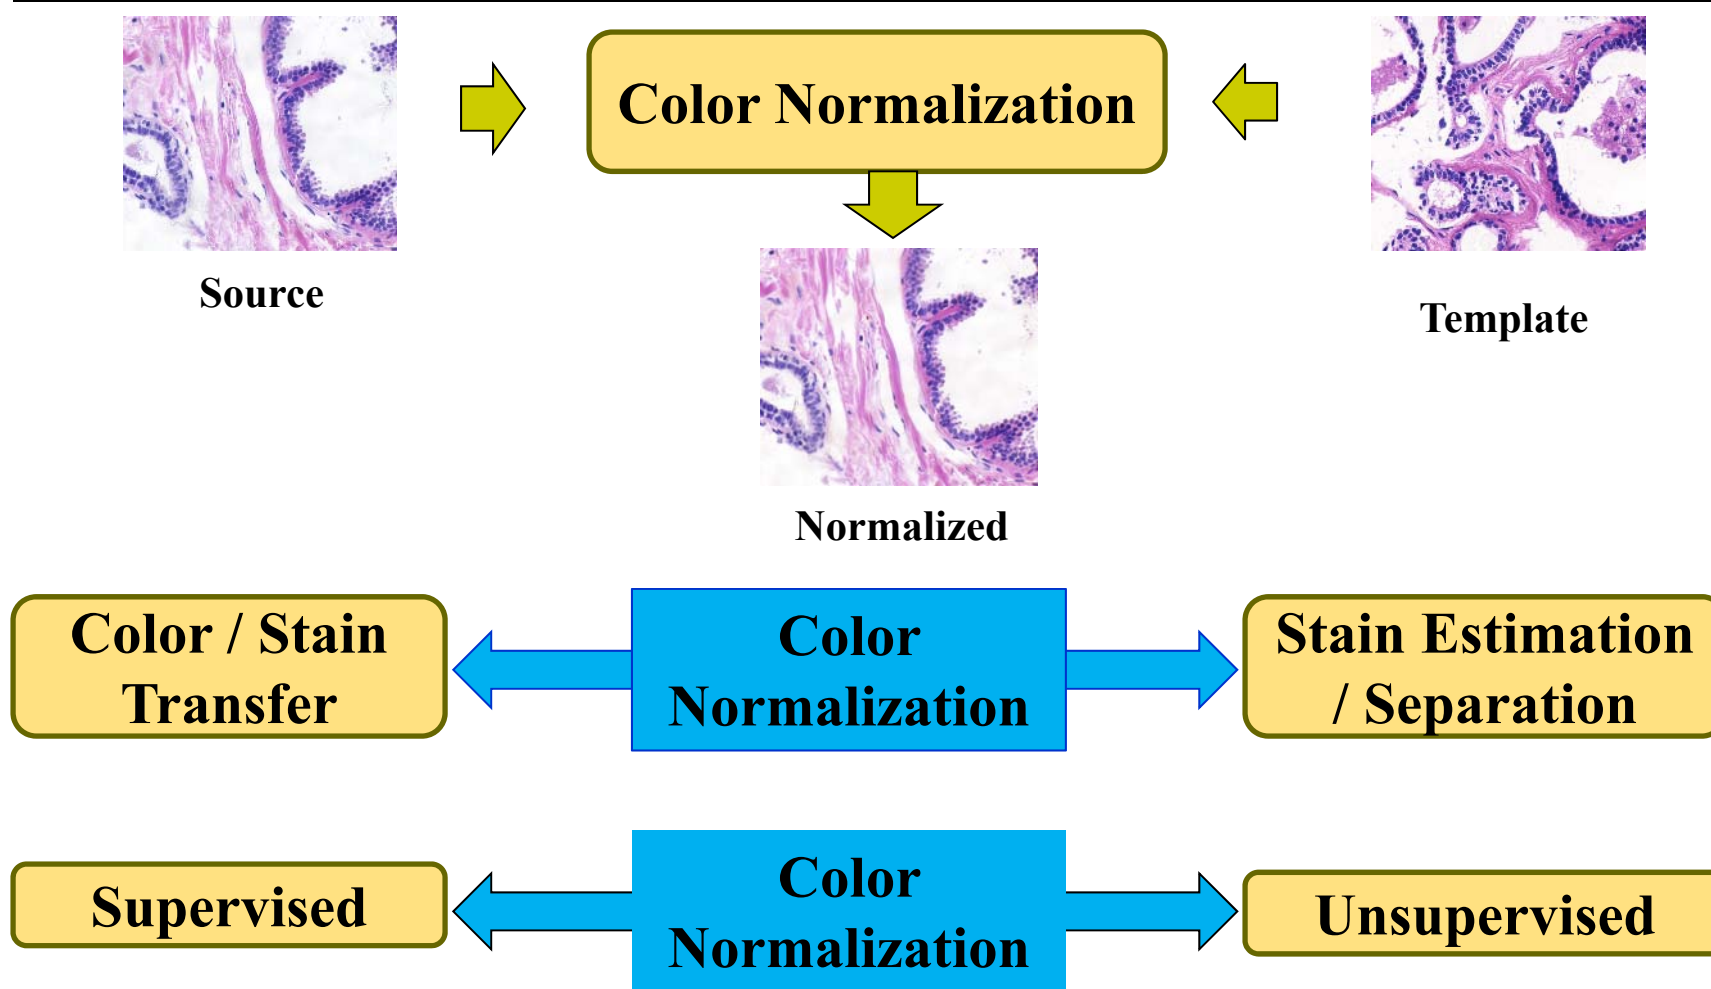 Color Normalization
Source
Template
Normalized
Color / Stain
Transfer
Color
Normalization
Stain Estimation
/ Separation
Supervised
Color
Normalization
Unsupervised